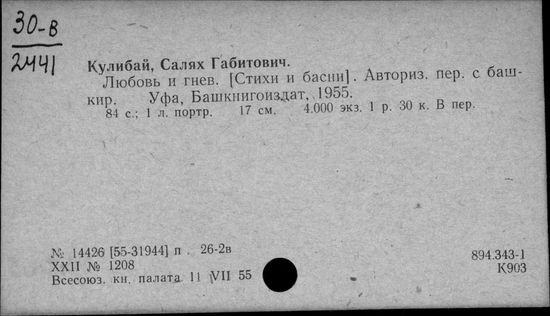 30-в
2441
Кулибай, Салях Габитович.
Любовь и гнев. [Стихи и басни]. Авториз. пер. с баш-
кир. Уфа, Башкнигоиздат, 1955.
84 с.; 1 л. портр. 17 см. 4.000 экз. 1 р. 30 к. В пер.
№ 14426 [55-31944] п . 26-2в
XXII № 1208
Всесоюз. кн. палата 11 VII 55
894.343-1
К903